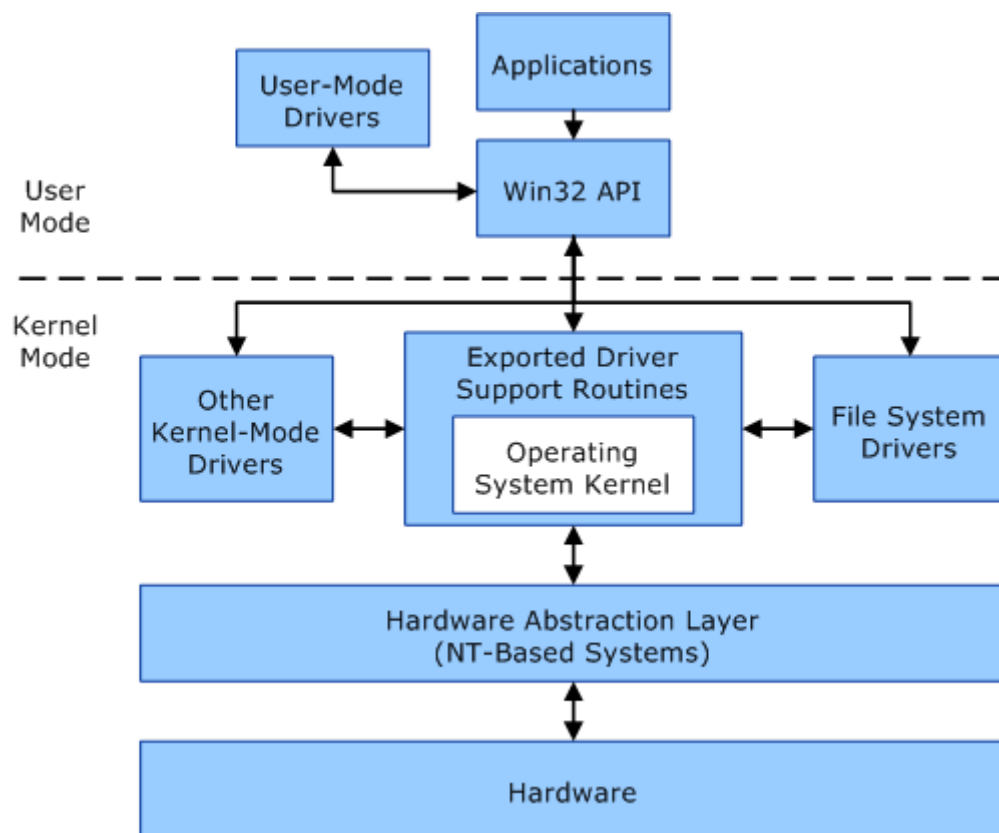 Applications
User-Mode
Drivers
Win32 API
User
Mode
Kernel
Mode
Exported Driver
Support Routines
Operating
System Kernel
Other
Kernel-Mode
Drivers
File System
Drivers
Hardware Abstraction Layer
(NT-Based Systems)
Hardware